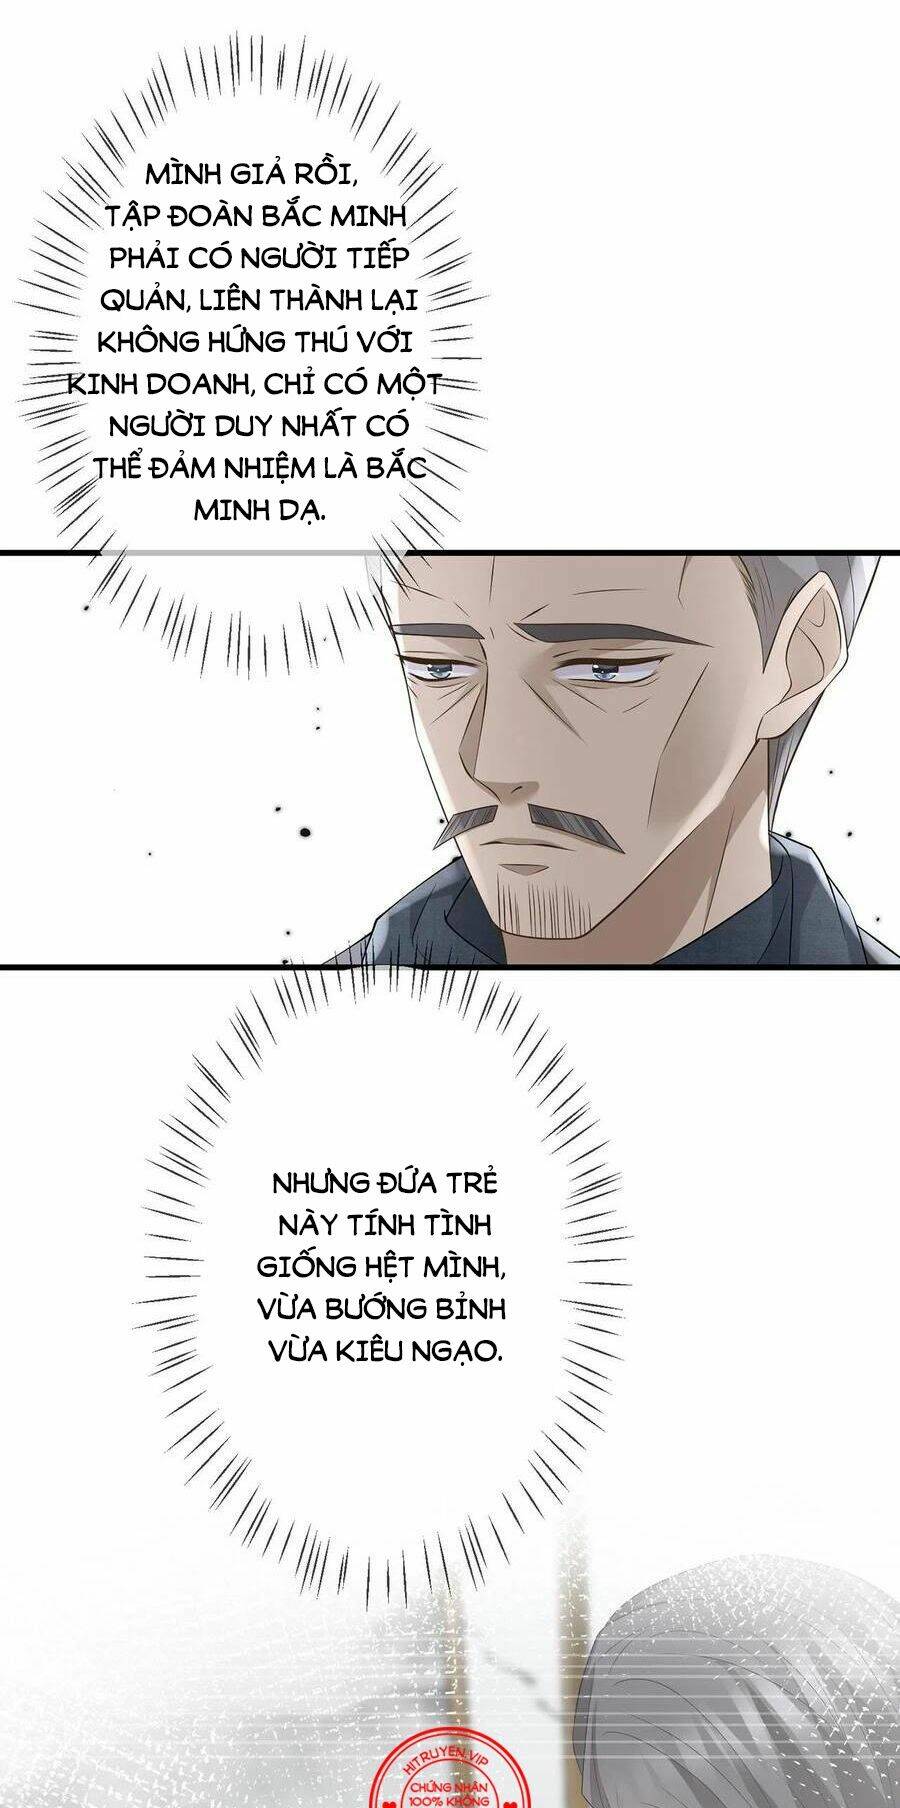 MÌNH GIÀ RỒI,
TẬP ĐOÀN BẮC MINH
PHẢI CÓ NGƯỜI TIẾP
QUẢN, LIÊN THÀNH LẠI
KHÔNG HỨNG THÚ VỚI
KINH DOANH, CHỈ CÓ MỘT
NGƯỜI DUY NHẤT CÓ
THỂ ĐẢM NHIỆM LÀ BẮC
MINH DẠ.
NHƯNG ĐỨA TRẺ
NÀY TÍNH TÌNH
GIỐNG HỆT MÌNH,
VỪA BƯỚNG BỈNH
VỪA KIÊU NGẠO.
HITRUYEN.VIP
CHỨNG NHẬN
100% KHÔNG